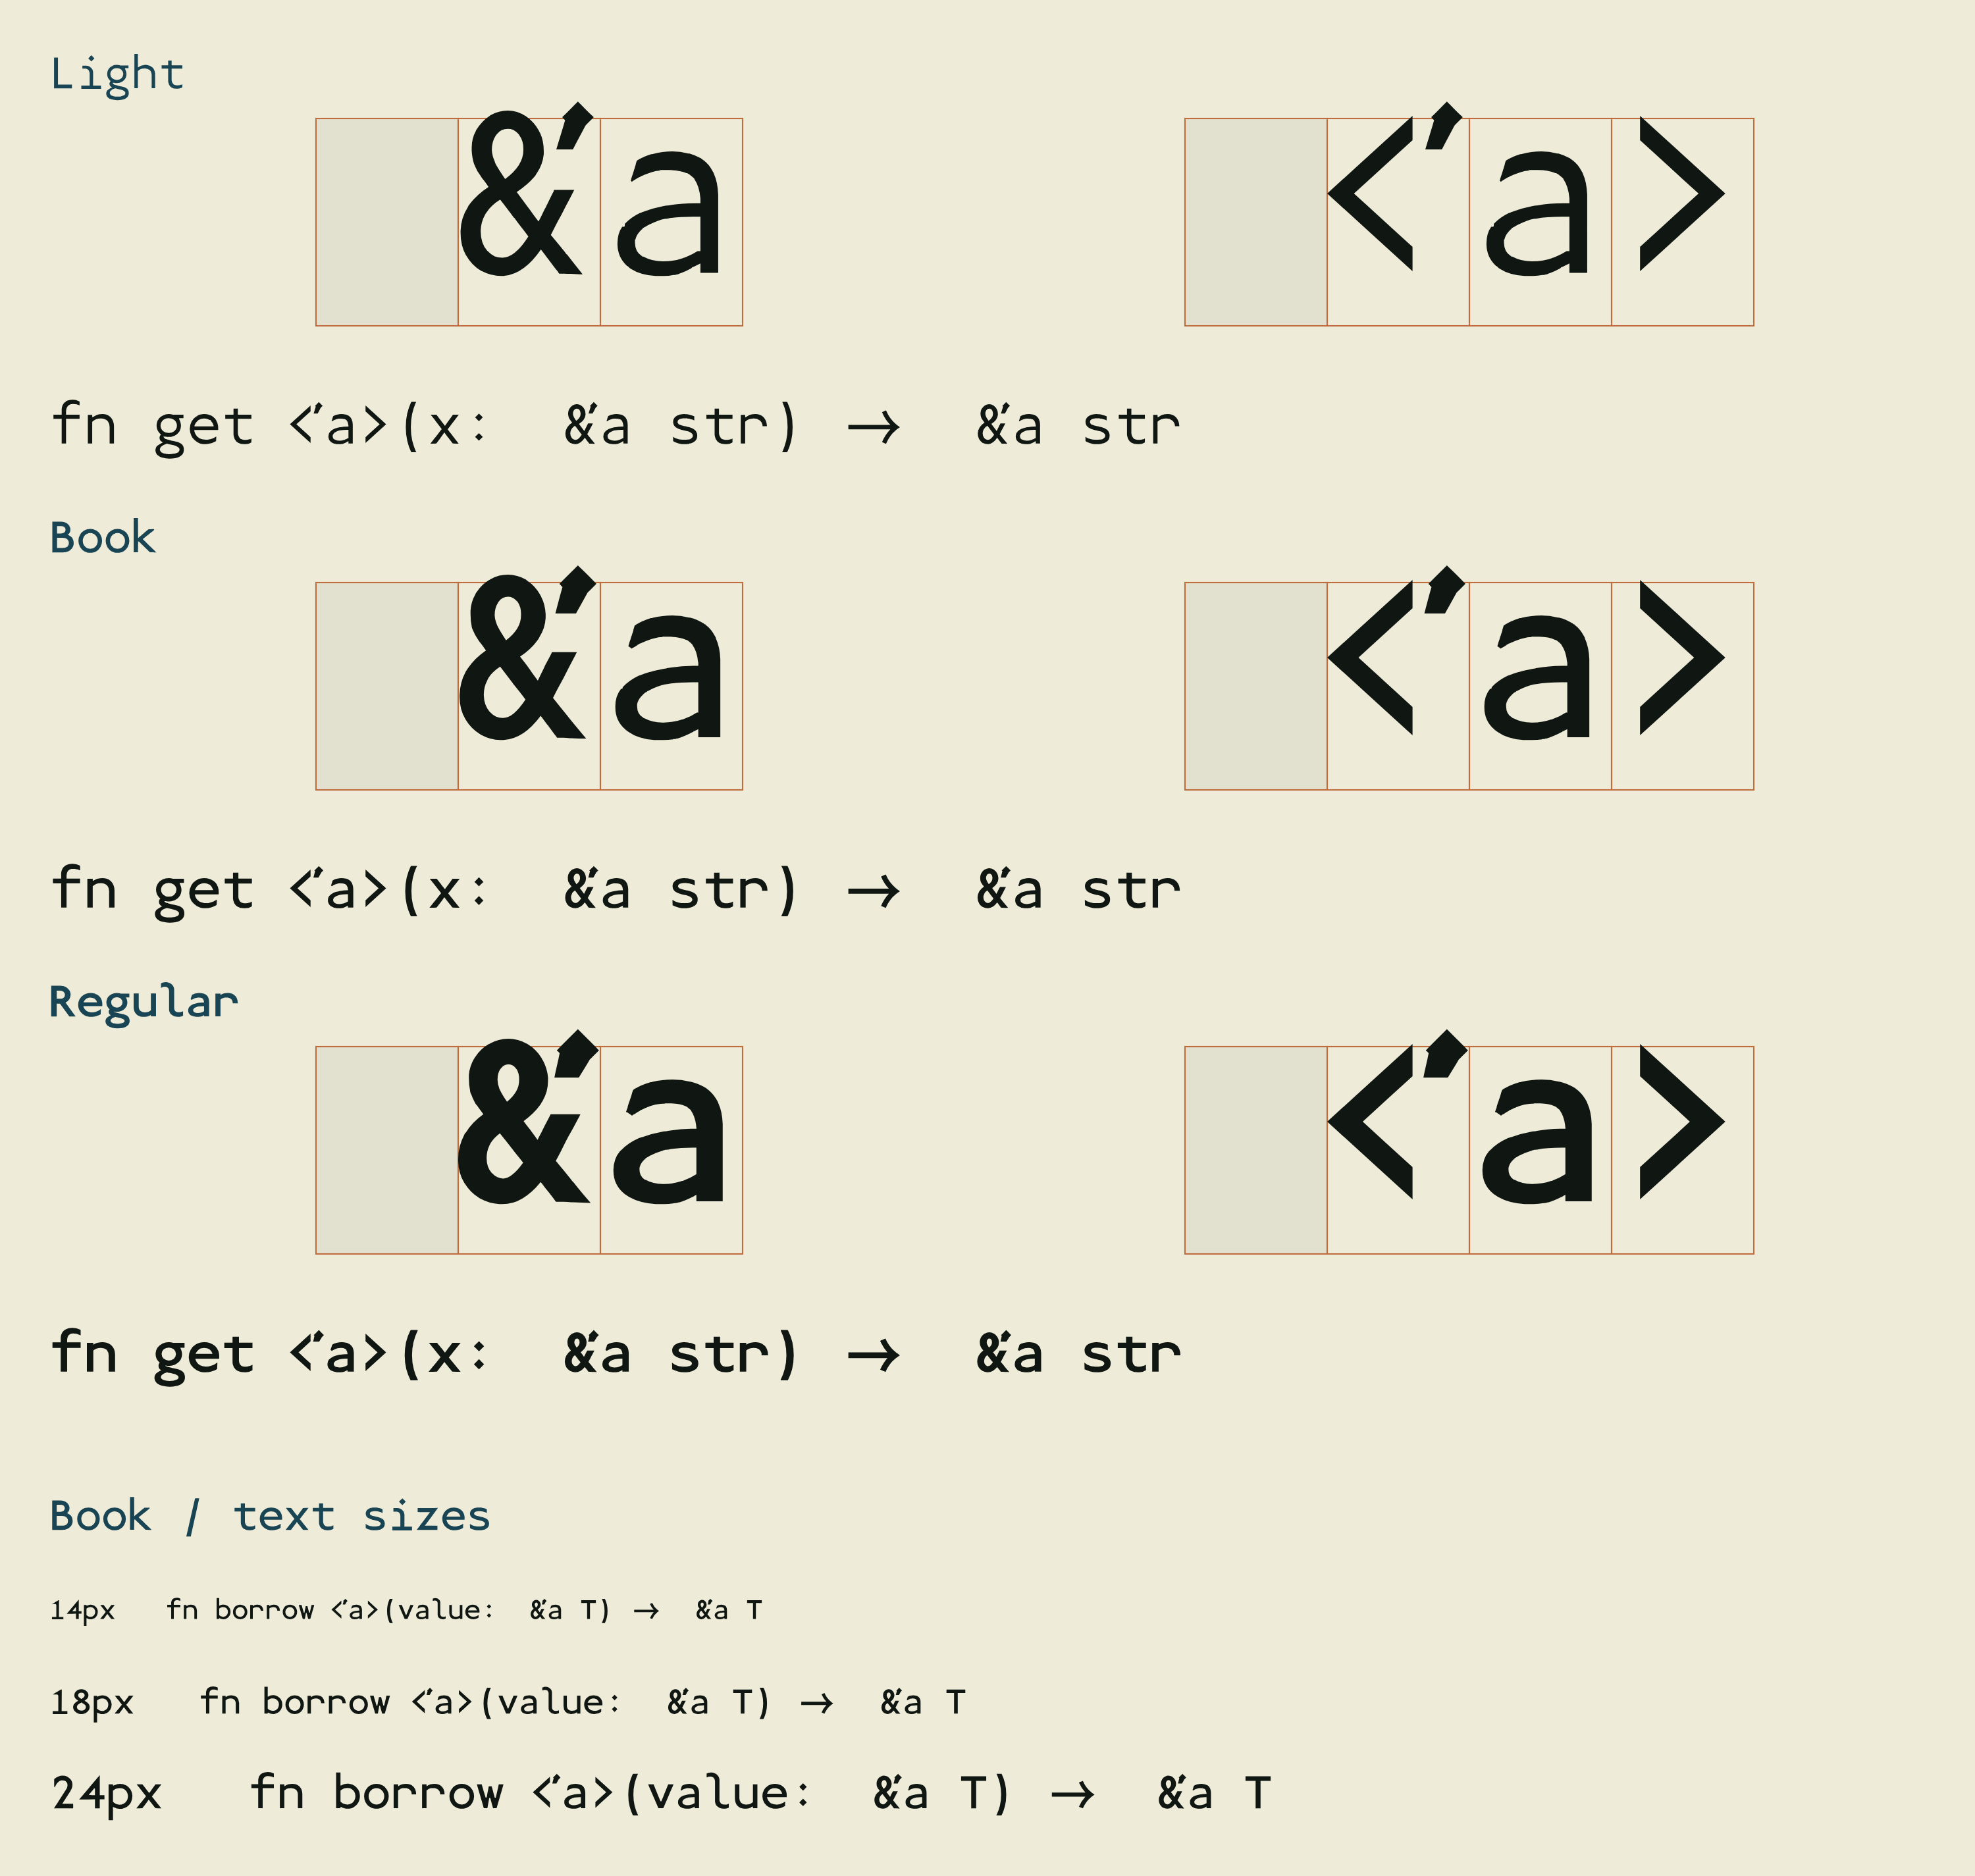 Light
&'a <'a>
fn get <'a>(x:  &'a str) →  &'a str
Book
&'a <'a>
fn get <'a>(x:  &'a str) →  &'a str
Regular
&'a <'a>
fn get <'a>(x:  &'a str) →  &'a str
Book / text sizes
14px  fn borrow <'a>(value:  &'a T) →  &'a T
18px  fn borrow <'a>(value:  &'a T) →  &'a T
24px  fn borrow <'a>(value:  &'a T) →  &'a T